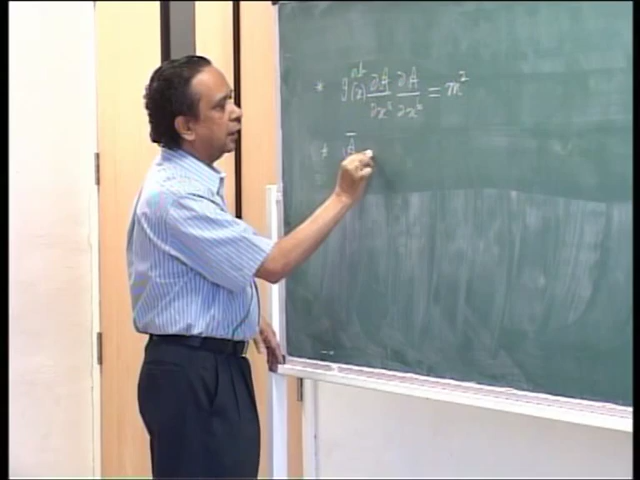 * g^{ab}(x) ∂A/∂x^a ∂A/∂x^b = m^2
* Ā